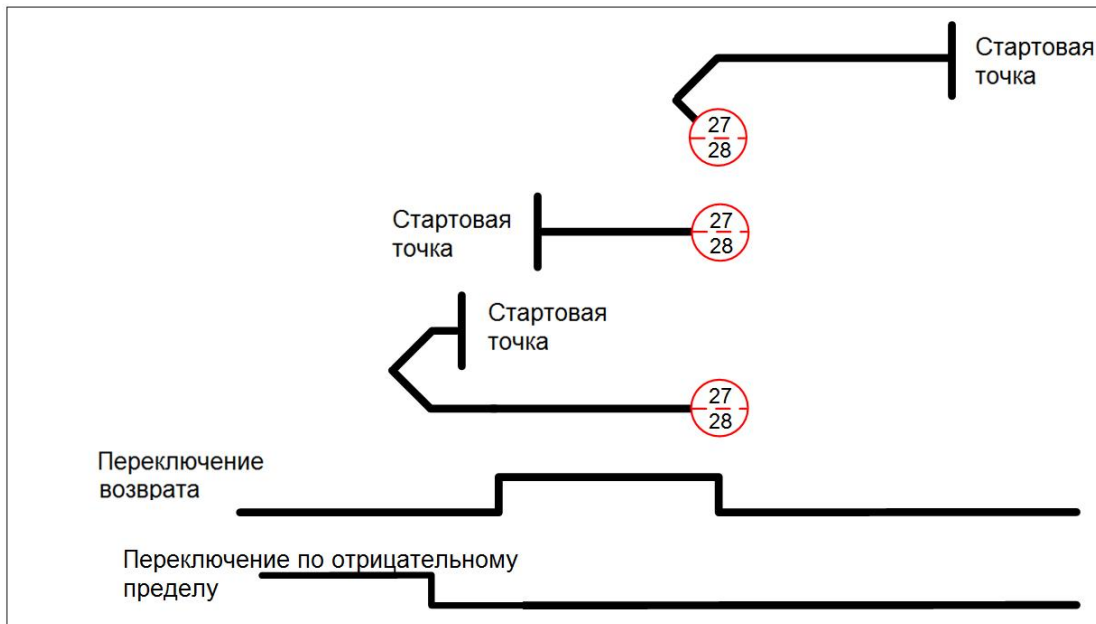 Стартовая
точка
27
28
Стартовая
точка
27
28
Стартовая
точка
27
28
Переключение
возврата
Переключение по отрицательному
пределу